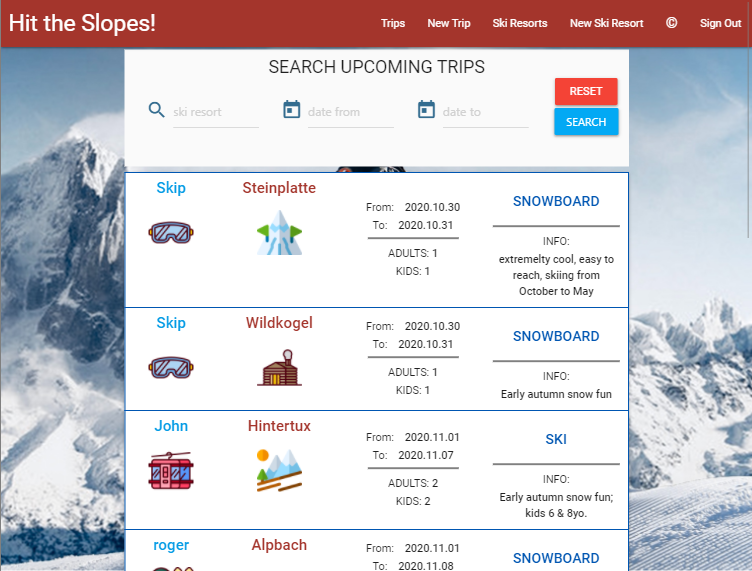 Hit the Slopes!
Trips New Trip Ski Resorts New Ski Resort © Sign Out
SEARCH UPCOMING TRIPS
ski resort date from date to
RESET
SEARCH
Skip Steinplatte
From: 2020.10.30
To: 2020.10.31
ADULTS: 1
KIDS: 1
SNOWBOARD
INFO:
extremelty cool, easy to
reach, skiing from
October to May
Skip Wildkogel
From: 2020.10.30
To: 2020.10.31
ADULTS: 1
KIDS: 1
SNOWBOARD
INFO:
Early autumn snow fun
John Hintertux
From: 2020.11.01
To: 2020.11.07
ADULTS: 2
KIDS: 2
SKI
INFO:
Early autumn snow fun;
kids 6 & 8yo.
roger Alpbach
From: 2020.11.01
To: 2020.11.08
SNOWBOARD